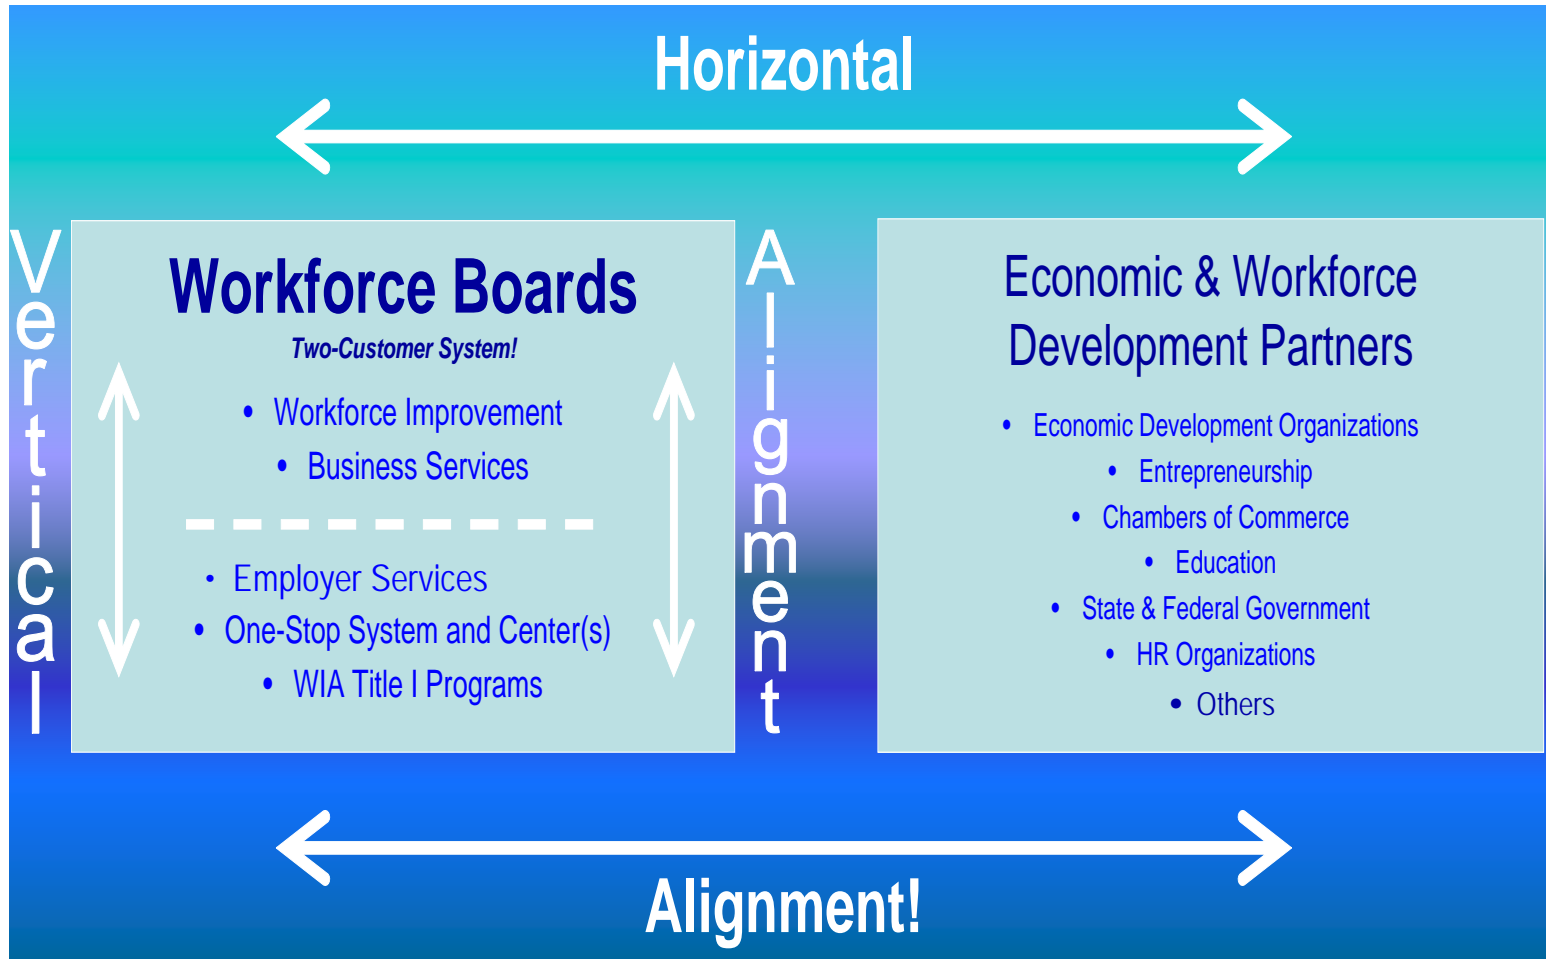 Horizontal
Vertical
Workforce Boards
Two-Customer System!
• Workforce Improvement
• Business Services
• Employer Services
• One-Stop System and Center(s)
• WIA Title I Programs
Alignment
Economic & Workforce
Development Partners
• Economic Development Organizations
• Entrepreneurship
• Chambers of Commerce
• Education
• State & Federal Government
• HR Organizations
• Others
Alignment!